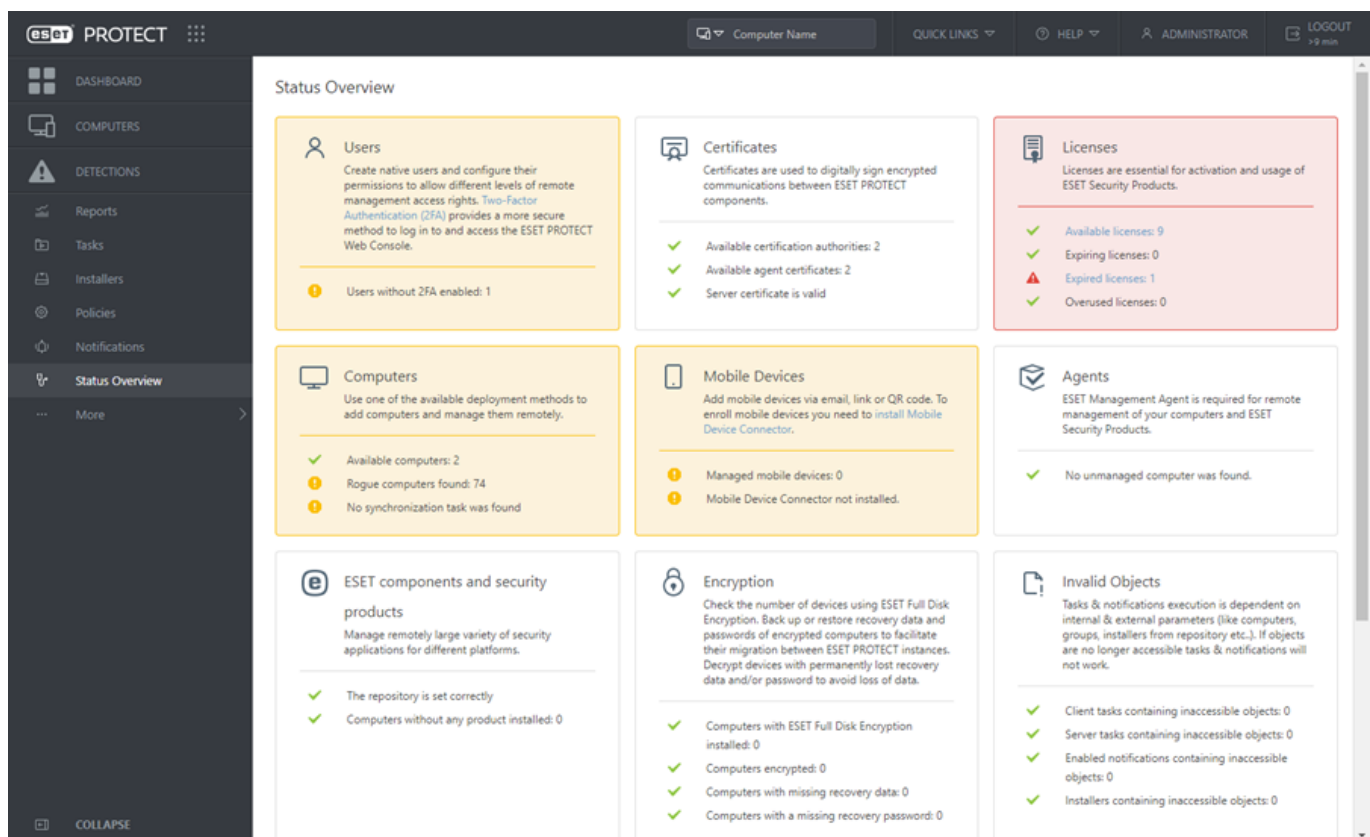 eset PROTECT
Computer Name
QUICK LINKS
HELP
ADMINISTRATOR
LOGOUT
>9 min
DASHBOARD
COMPUTERS
DETECTIONS
Reports
Tasks
Installers
Policies
Notifications
Status Overview
More
COLLAPSE
Status Overview
Users
Create native users and configure their
permissions to allow different levels of remote
management access rights. Two-Factor
Authentication (2FA) provides a more secure
method to log in to and access the ESET PROTECT
Web Console.
Users without 2FA enabled: 1
Certificates
Certificates are used to digitally sign encrypted
communications between ESET PROTECT
components.
Available certification authorities: 2
Available agent certificates: 2
Server certificate is valid
Licenses
Licenses are essential for activation and usage of
ESET Security Products.
Available licenses: 9
Expiring licenses: 0
Expired licenses: 1
Overused licenses: 0
Computers
Use one of the available deployment methods to
add computers and manage them remotely.
Available computers: 2
Rogue computers found: 74
No synchronization task was found
Mobile Devices
Add mobile devices via email, link or QR code. To
enroll mobile devices you need to install Mobile
Device Connector.
Managed mobile devices: 0
Mobile Device Connector not installed.
Agents
ESET Management Agent is required for remote
management of your computers and ESET
Security Products.
No unmanaged computer was found.
ESET components and security
products
Manage remotely large variety of security
applications for different platforms.
The repository is set correctly
Computers without any product installed: 0
Encryption
Check the number of devices using ESET Full Disk
Encryption. Back up or restore recovery data and
passwords of encrypted computers to facilitate
their migration between ESET PROTECT instances.
Decrypt devices with permanently lost recovery
data and/or password to avoid loss of data.
Computers with ESET Full Disk Encryption
installed: 0
Computers encrypted: 0
Computers with missing recovery data: 0
Computers with a missing recovery password: 0
Invalid Objects
Tasks & notifications execution is dependent on
internal & external parameters (like computers,
groups, installers from repository etc..). If objects
are no longer accessible tasks & notifications will
not work.
Client tasks containing inaccessible objects: 0
Server tasks containing inaccessible objects: 0
Enabled notifications containing inaccessible
objects: 0
Installers containing inaccessible objects: 0